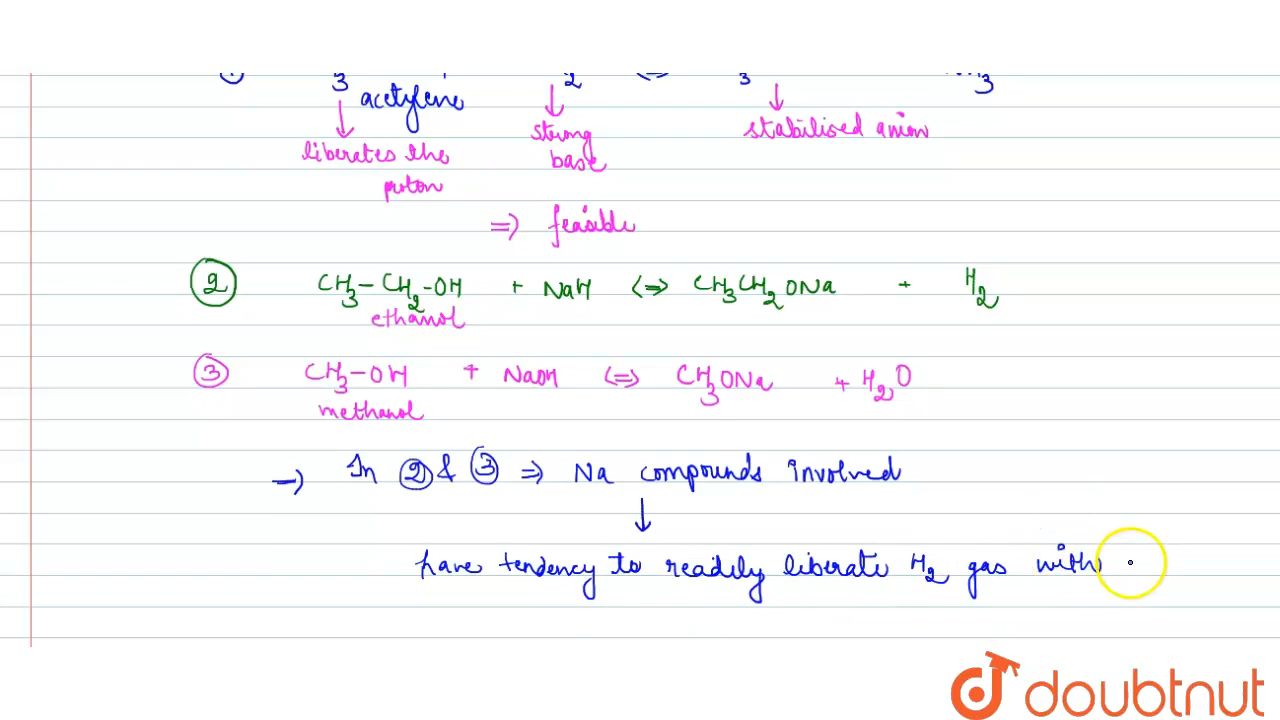 1 3 2 ⇌ 3 3
acetylene
liberates the strong stabilised anion
proton base
⇒ feasible
2 CH3-CH2-OH + NaH ⇌ CH3CH2ONa + H2
ethanol
3 CH3-OH + NaOH ⇌ CH3ONa + H2O
methanol
→ In 2 & 3 ⇒ Na compounds involved
↓
have tendency to readily liberate H2 gas with
doubtnut